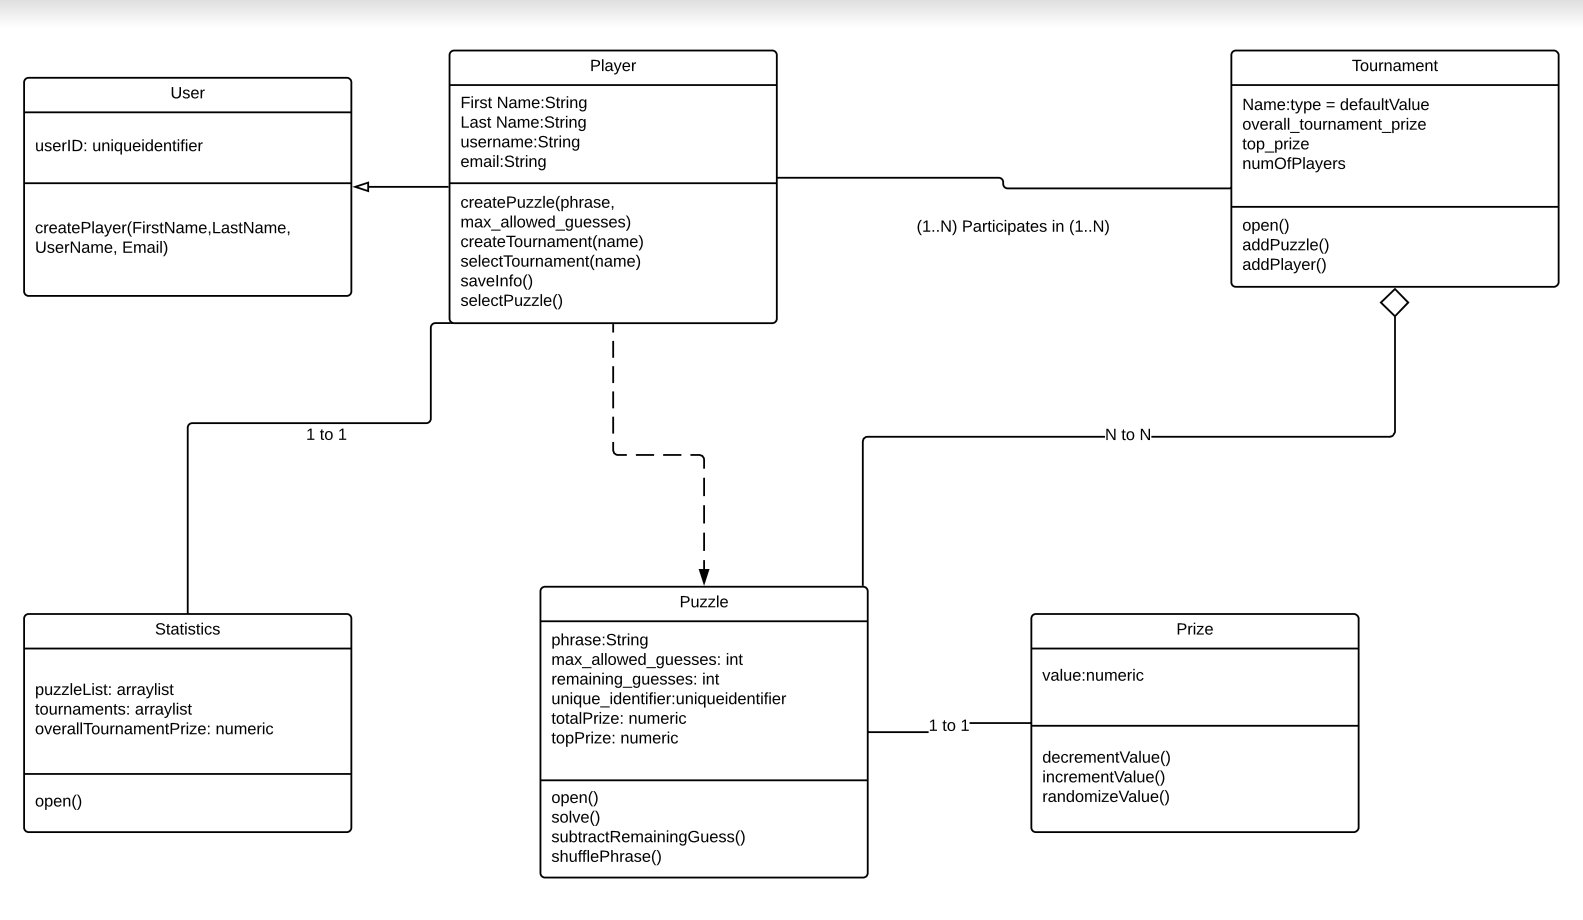 User
userID: uniqueidentifier
createPlayer(FirstName,LastName,
UserName, Email)
Player
First Name:String
Last Name:String
username:String
email:String
createPuzzle(phrase,
max_allowed_guesses)
createTournament(name)
selectTournament(name)
saveInfo()
selectPuzzle()
(1..N) Participates in (1..N)
Tournament
Name:type = defaultValue
overall_tournament_prize
top_prize
numOfPlayers
open()
addPuzzle()
addPlayer()
1 to 1
N to N
Statistics
puzzleList: arraylist
tournaments: arraylist
overallTournamentPrize: numeric
open()
Puzzle
phrase:String
max_allowed_guesses: int
remaining_guesses: int
unique_identifier:uniqueidentifier
totalPrize: numeric
topPrize: numeric
open()
solve()
subtractRemainingGuess()
shufflePhrase()
1 to 1
Prize
value:numeric
decrementValue()
incrementValue()
randomizeValue()